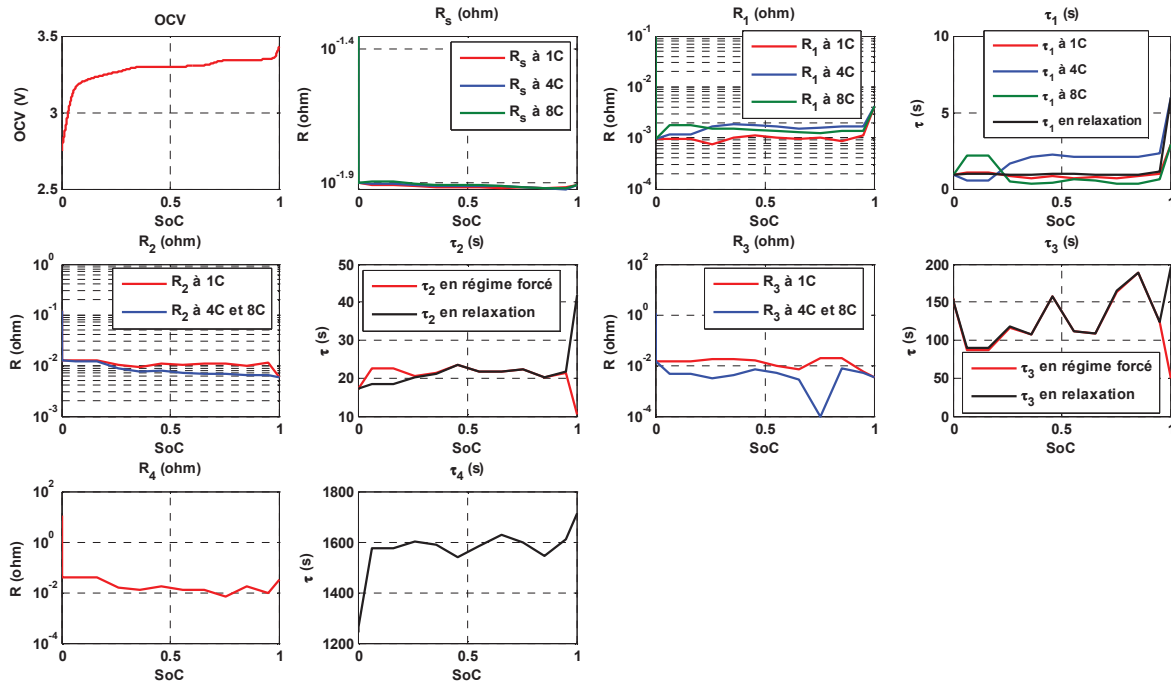 OCV
OCV (V)
3.5
3
2.5
0 0.5 1
SoC
R_s (ohm)
R (ohm)
10^-1.4
10^-1.9
R_s à 1C
R_s à 4C
R_s à 8C
0 0.5 1
SoC
R_1 (ohm)
R (ohm)
10^-1
10^-2
10^-3
10^-4
R_1 à 1C
R_1 à 4C
R_1 à 8C
0 0.5 1
SoC
τ_1 (s)
τ (s)
10
5
0
τ_1 à 1C
τ_1 à 4C
τ_1 à 8C
τ_1 en relaxation
0 0.5 1
SoC
R_2 (ohm)
R (ohm)
10^0
10^-1
10^-2
10^-3
R_2 à 1C
R_2 à 4C et 8C
0 0.5 1
SoC
τ_2 (s)
τ (s)
50
40
30
20
10
τ_2 en régime forcé
τ_2 en relaxation
0 0.5 1
SoC
R_3 (ohm)
R (ohm)
10^2
10^0
10^-2
10^-4
R_3 à 1C
R_3 à 4C et 8C
0 0.5 1
SoC
τ_3 (s)
τ (s)
200
150
100
50
0
τ_3 en régime forcé
τ_3 en relaxation
0 0.5 1
SoC
R_4 (ohm)
R (ohm)
10^2
10^0
10^-2
10^-4
0 0.5 1
SoC
τ_4 (s)
τ (s)
1800
1600
1400
1200
0 0.5 1
SoC